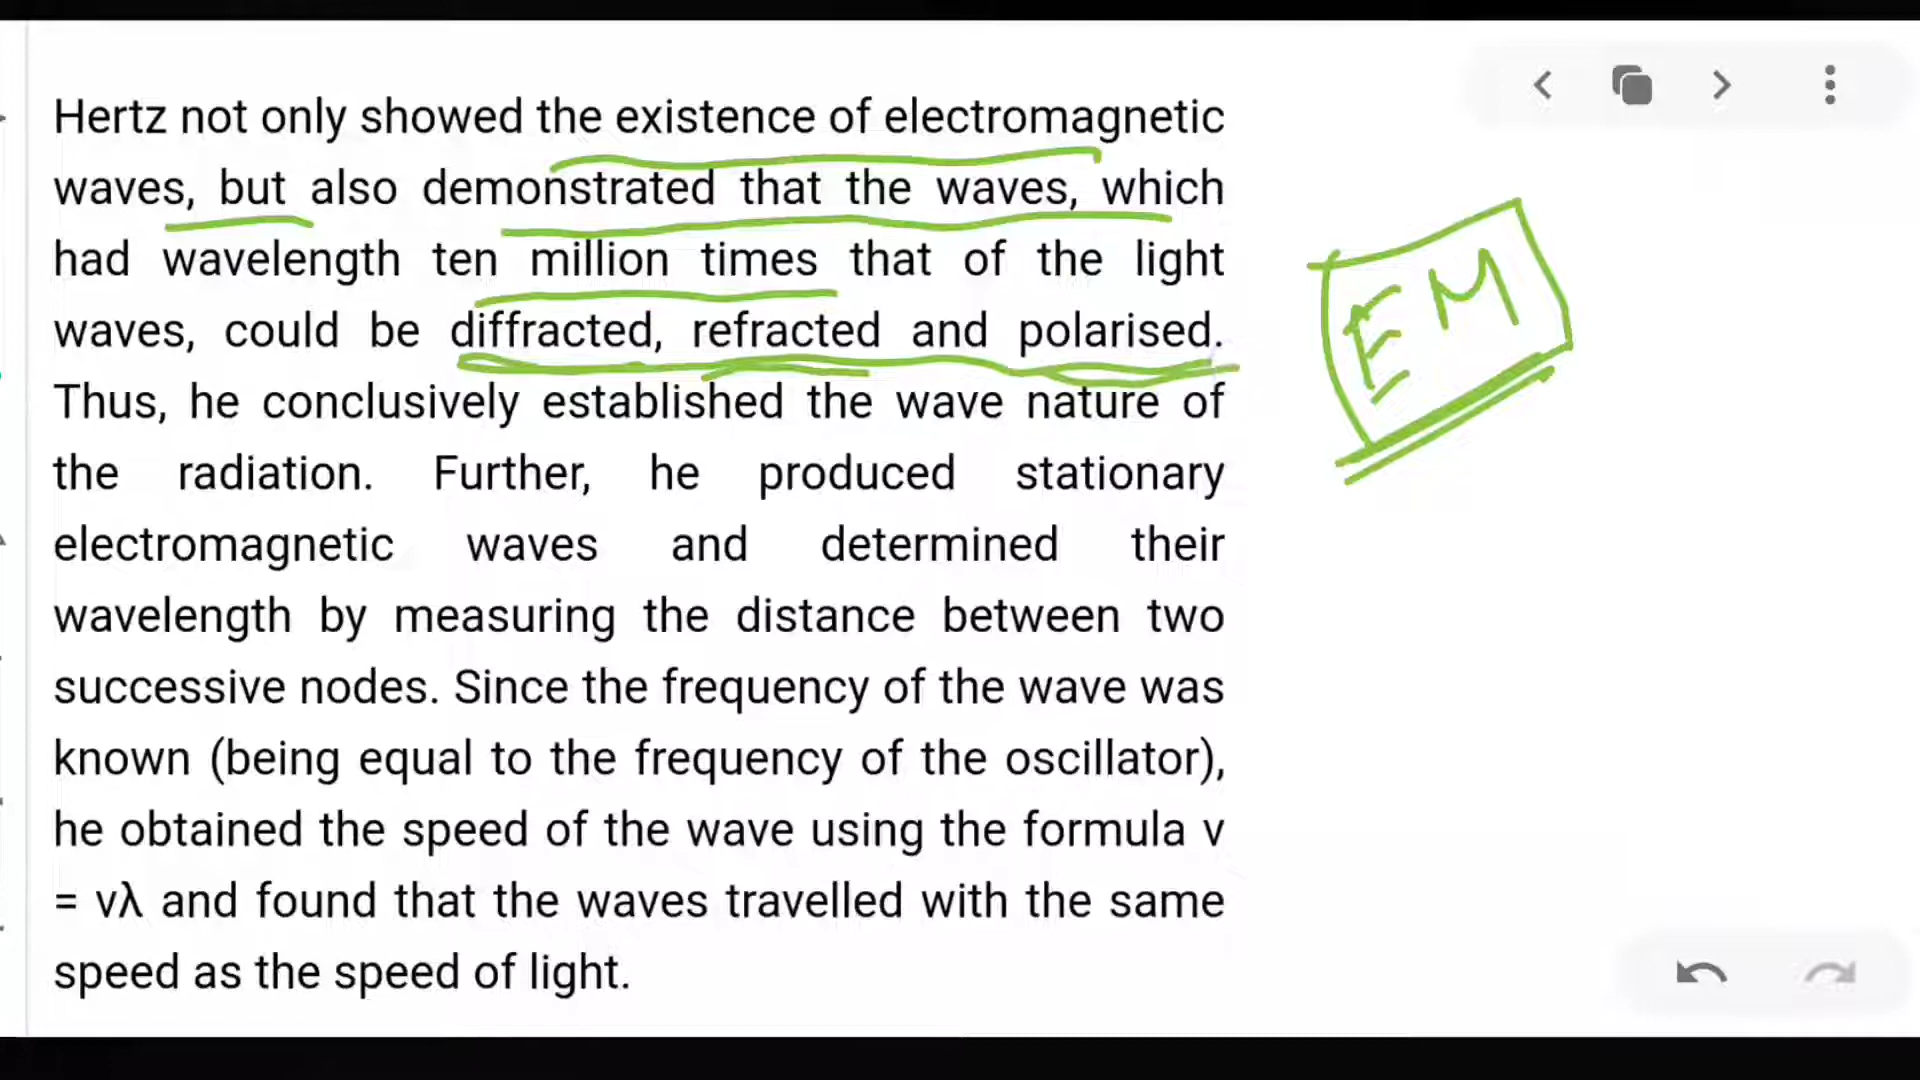 Hertz not only showed the existence of electromagnetic
waves, but also demonstrated that the waves, which
had wavelength ten million times that of the light
waves, could be diffracted, refracted and polarised.
Thus, he conclusively established the wave nature of
the radiation. Further, he produced stationary
electromagnetic waves and determined their
wavelength by measuring the distance between two
successive nodes. Since the frequency of the wave was
known (being equal to the frequency of the oscillator),
he obtained the speed of the wave using the formula v
= νλ and found that the waves travelled with the same
speed as the speed of light.
EM